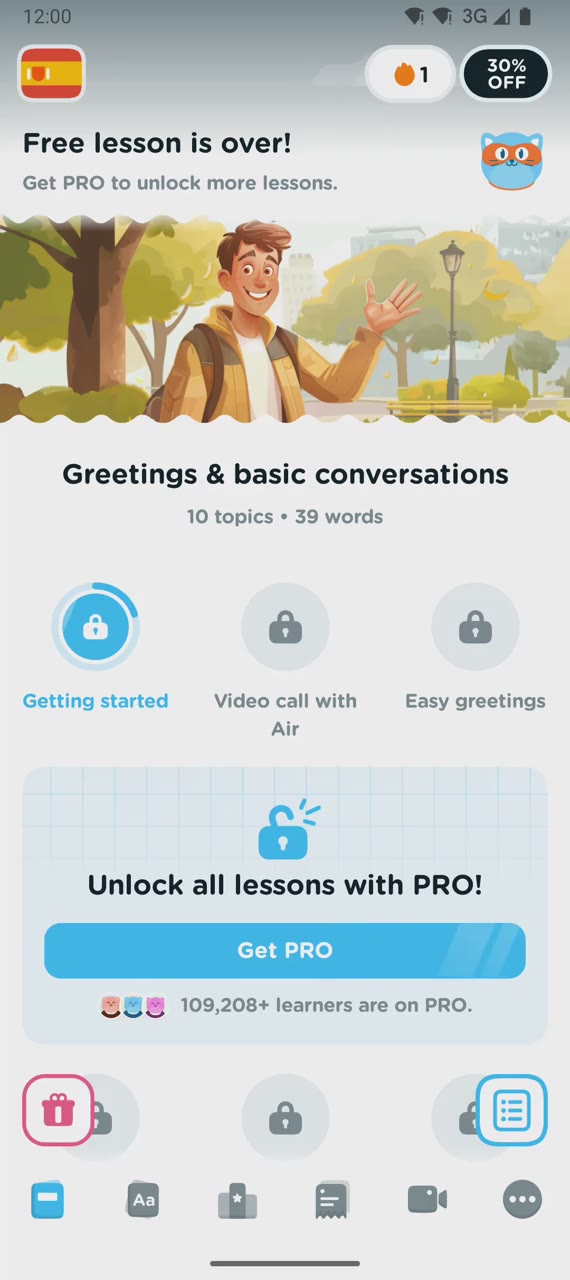 12:00
3G
1
30%
OFF
Free lesson is over!
Get PRO to unlock more lessons.
Greetings & basic conversations
10 topics • 39 words
Getting started
Video call with
Air
Easy greetings
Unlock all lessons with PRO!
Get PRO
109,208+ learners are on PRO.
Aa